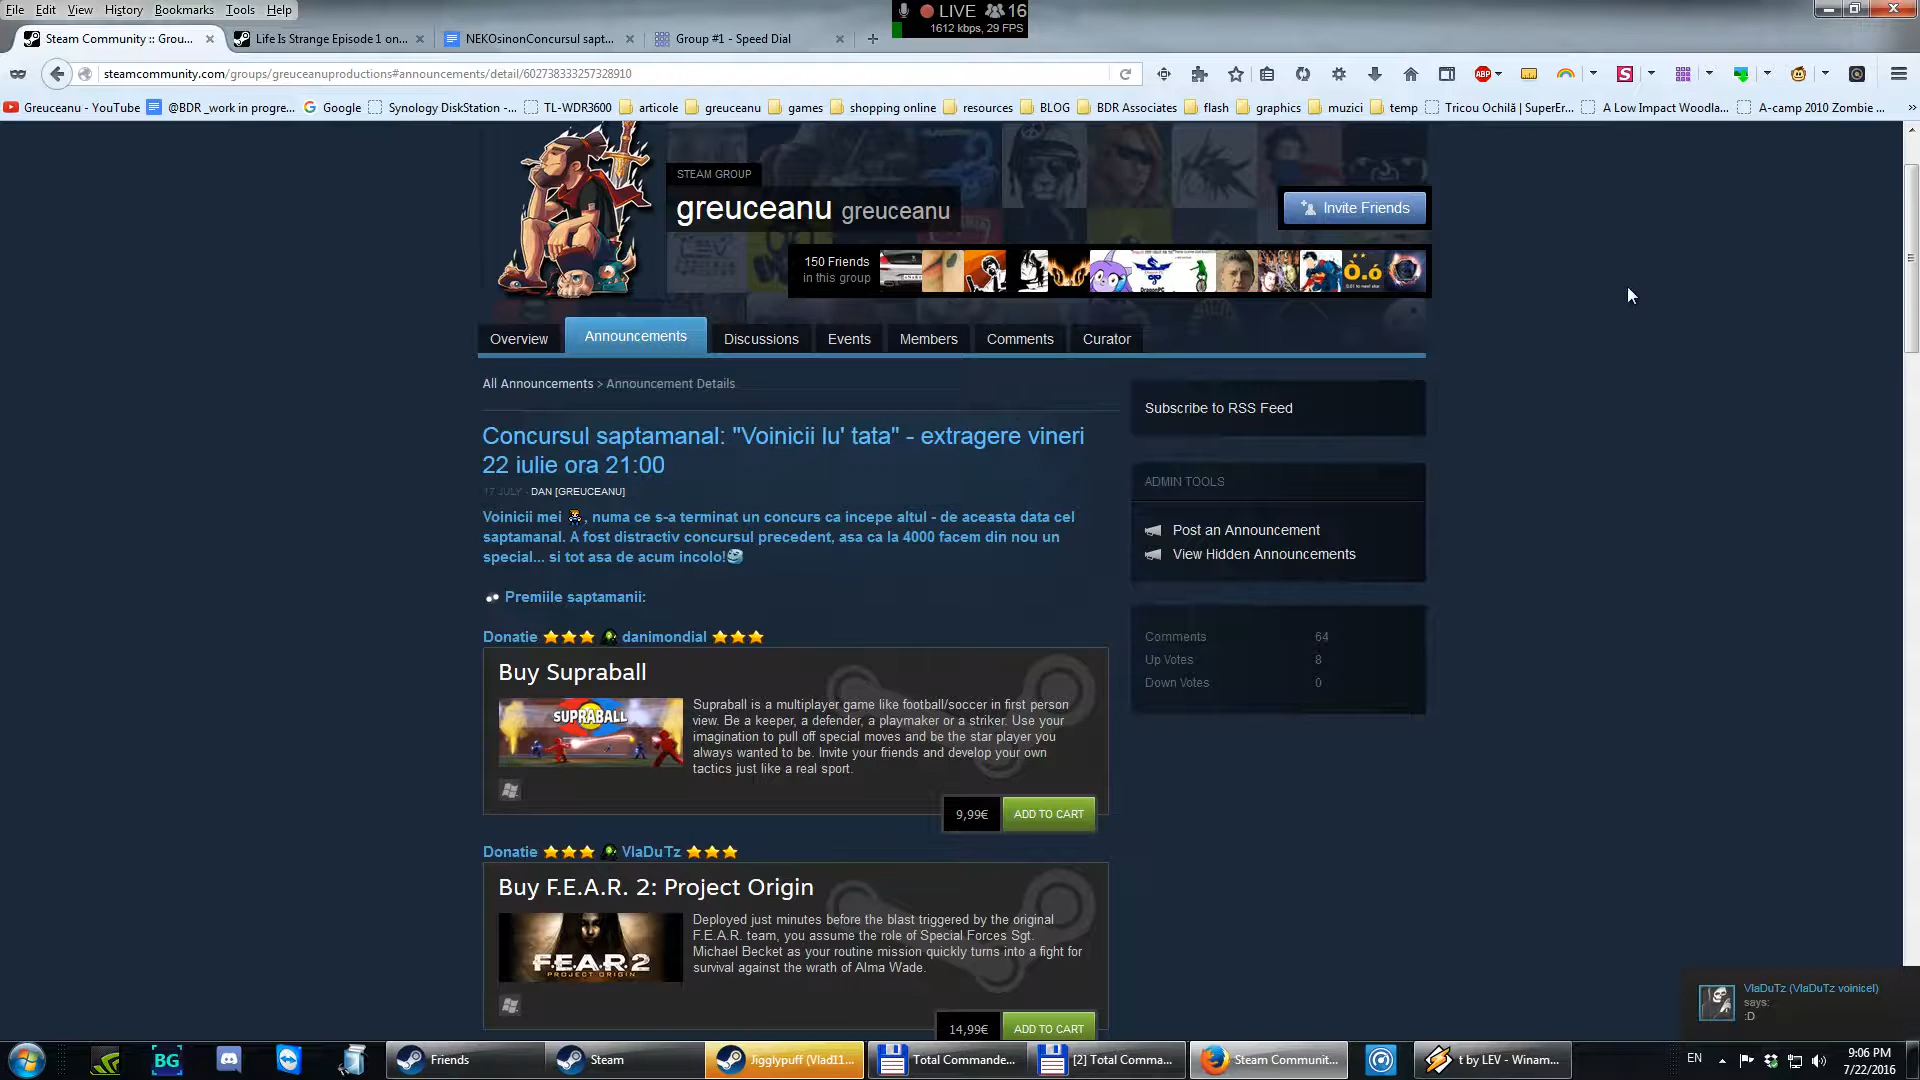 File Edit View History Bookmarks Tools Help
LIVE 16
1612 kbps, 29 FPS
Steam Community :: Grou...
Life Is Strange Episode 1 on...
NEKOsinonConcursul sapt...
Group #1 - Speed Dial
steamcommunity.com/groups/greuceanuproductions#announcements/detail/602738333257328910
ABP
Greuceanu - YouTube @BDR _work in progre... Google Synology DiskStation -... TL-WDR3600 articole greuceanu games shopping online resources BLOG BDR Associates flash graphics muzici temp Tricou Ochilă | SuperEr... A Low Impact Woodla... A-camp 2010 Zombie ...
STEAM GROUP
greuceanu greuceanu
Invite Friends
150 Friends
in this group
Overview Announcements Discussions Events Members Comments Curator
All Announcements > Announcement Details
Concursul saptamanal: "Voinicii lu' tata" - extragere vineri
22 iulie ora 21:00
17 JULY - DAN [GREUCEANU]
Voinicii mei , numa ce s-a terminat un concurs ca incepe altul - de aceasta data cel
saptamanal. A fost distractiv concursul precedent, asa ca la 4000 facem din nou un
special... si tot asa de acum incolo!
Premiile saptamanii:
Donatie danimondial
Buy Supraball
SUPRABALL
Supraball is a multiplayer game like football/soccer in first person
view. Be a keeper, a defender, a playmaker or a striker. Use your
imagination to pull off special moves and be the star player you
always wanted to be. Invite your friends and develop your own
tactics just like a real sport.
9,99€ ADD TO CART
Donatie VlaDuTz
Buy F.E.A.R. 2: Project Origin
F.E.A.R.2
PROJECT ORIGIN
Deployed just minutes before the blast triggered by the original
F.E.A.R. team, you assume the role of Special Forces Sgt.
Michael Becket as your routine mission quickly turns into a fight for
survival against the wrath of Alma Wade.
14,99€ ADD TO CART
Subscribe to RSS Feed
ADMIN TOOLS
Post an Announcement
View Hidden Announcements
Comments 64
Up Votes 8
Down Votes 0
VlaDuTz (VlaDuTz voinicel)
says:
:D
BG
Friends
Steam
Jigglypuff (Vlad11...
Total Commande...
[2] Total Comma...
Steam Communit...
t by LEV - Winam...
EN
9:06 PM
7/22/2016